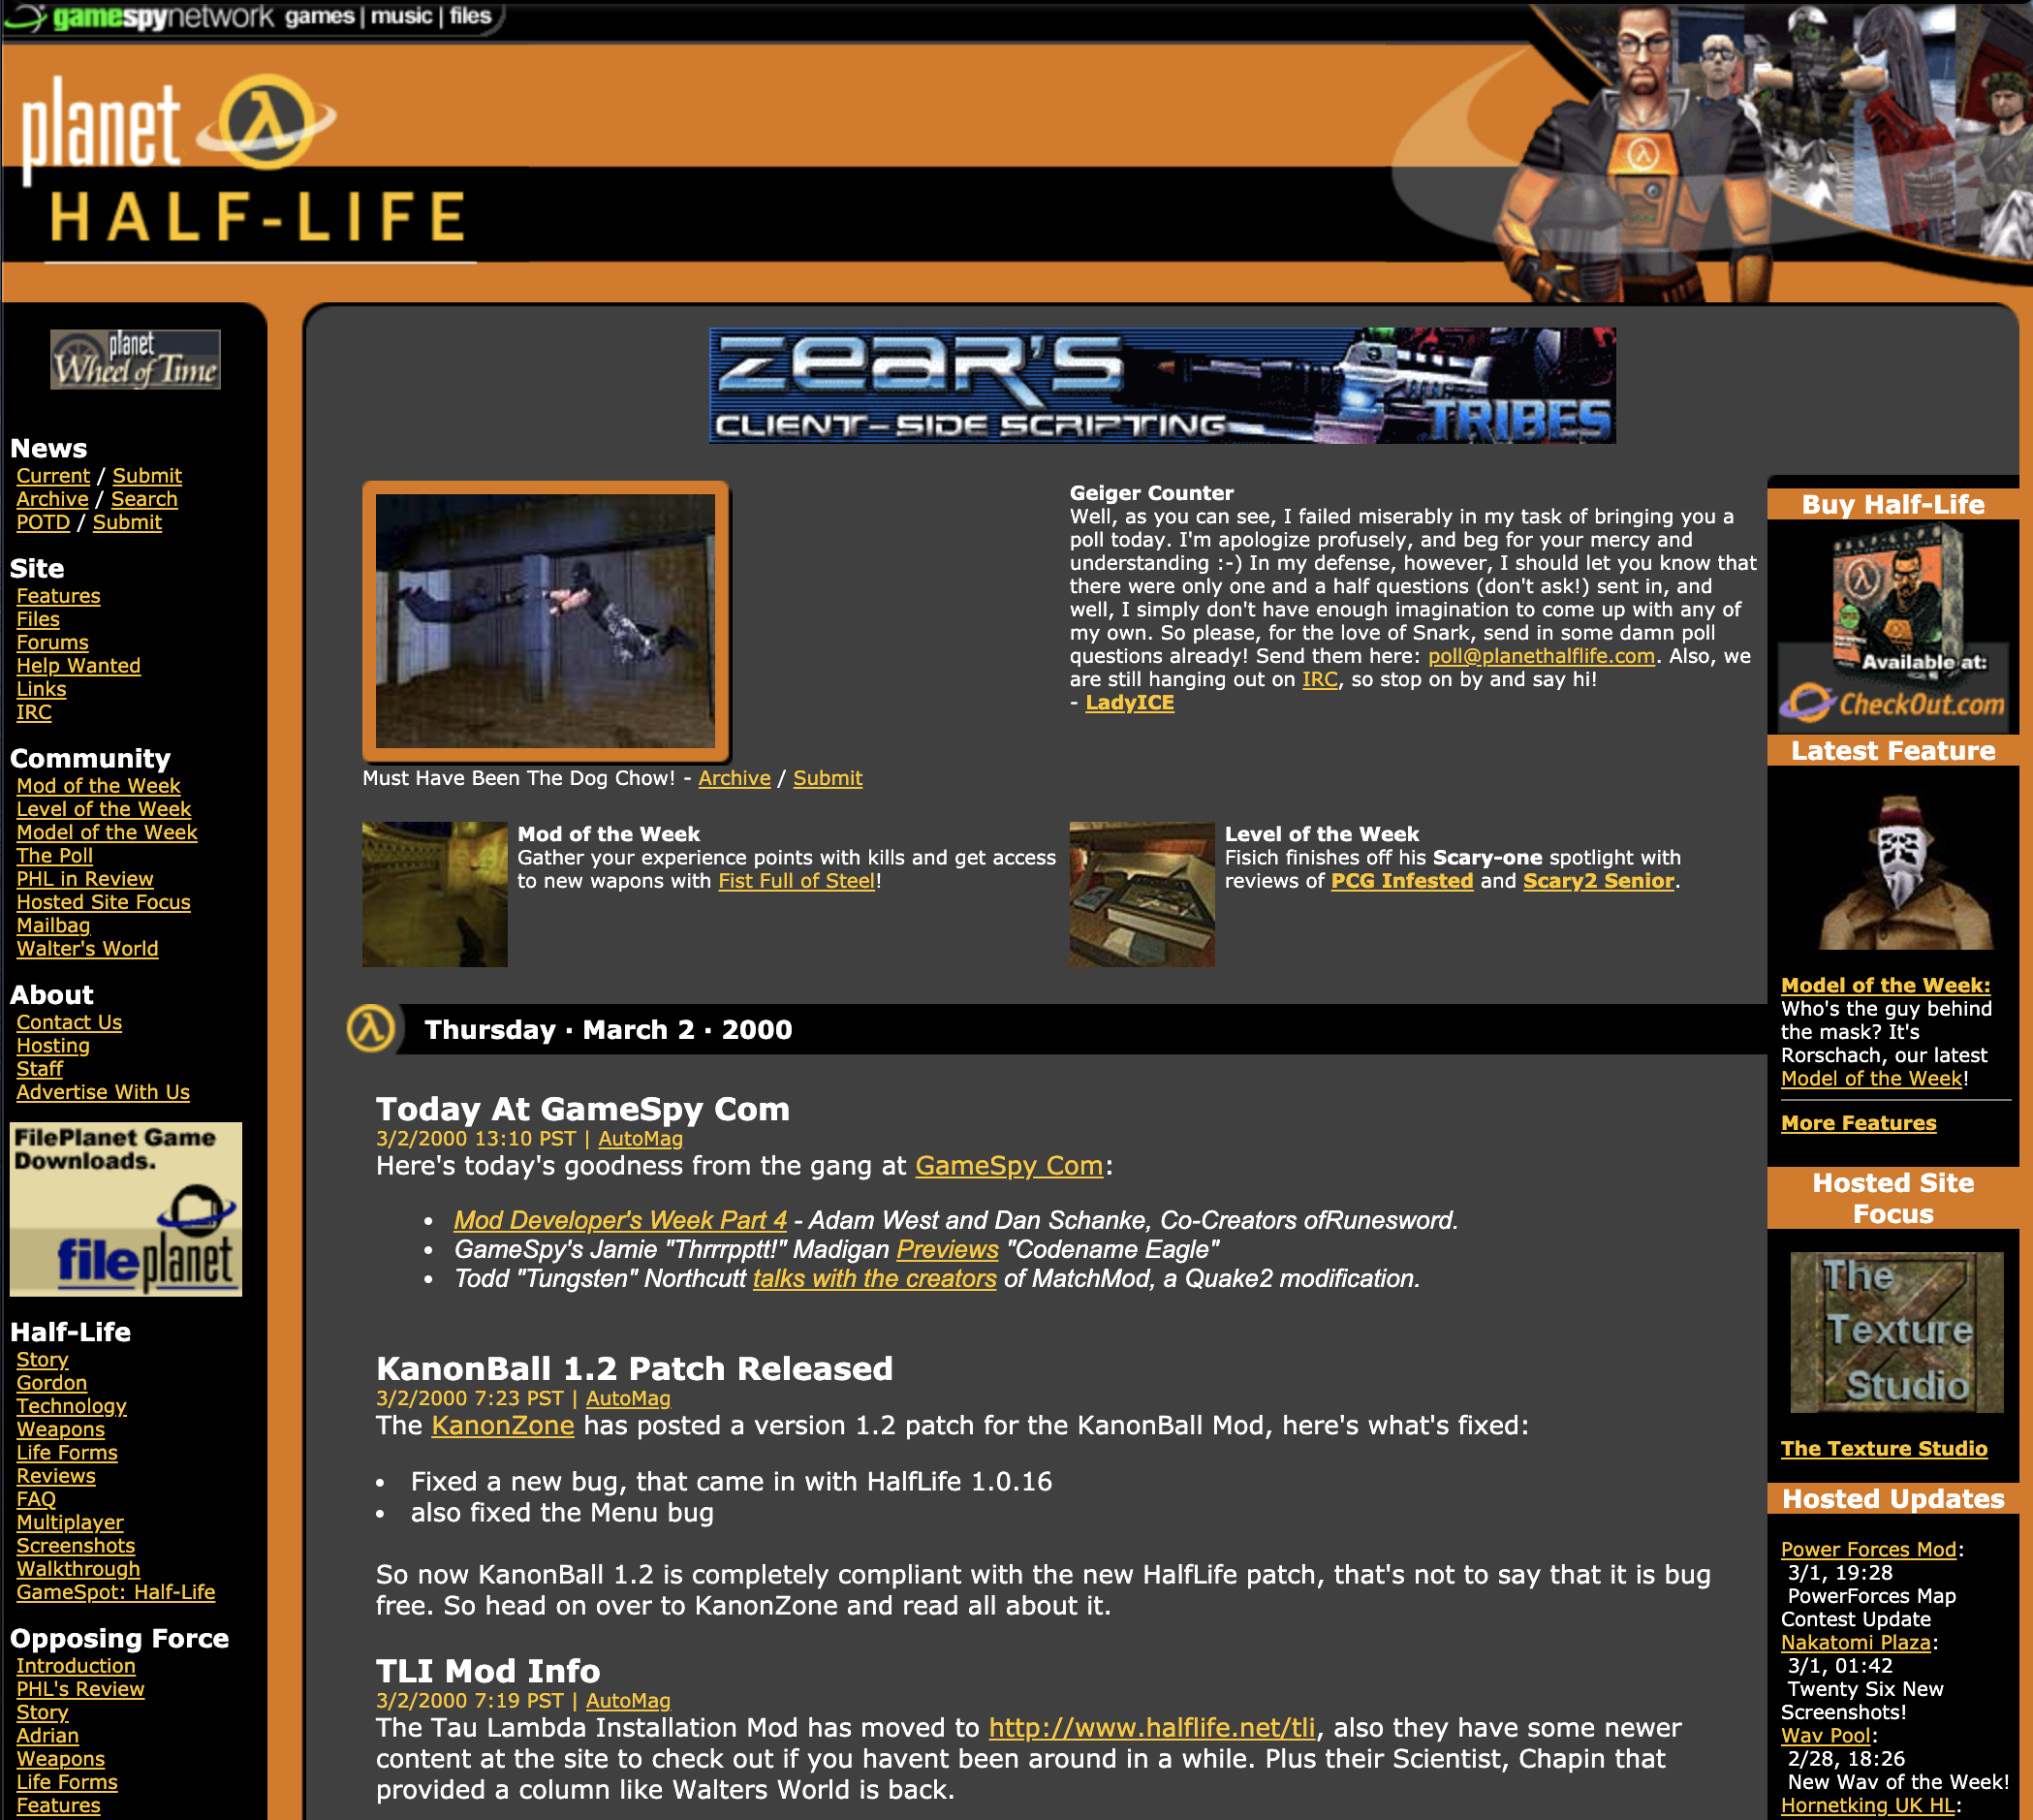 gamespynetwork games | music | files
planet
HALF-LIFE
planet
Wheel of Time
News
Current / Submit
Archive / Search
POTD / Submit
Site
Features
Files
Forums
Help Wanted
Links
IRC
Community
Mod of the Week
Level of the Week
Model of the Week
The Poll
PHL in Review
Hosted Site Focus
Mailbag
Walter's World
About
Contact Us
Hosting
Staff
Advertise With Us
FilePlanet Game
Downloads.
fileplanet
Half-Life
Story
Gordon
Technology
Weapons
Life Forms
Reviews
FAQ
Multiplayer
Screenshots
Walkthrough
GameSpot: Half-Life
Opposing Force
Introduction
PHL's Review
Story
Adrian
Weapons
Life Forms
Features
ZEAR'S
CLIENT-SIDE SCRIPTING
TRIBES
Must Have Been The Dog Chow! - Archive / Submit
Geiger Counter
Well, as you can see, I failed miserably in my task of bringing you a
poll today. I'm apologize profusely, and beg for your mercy and
understanding :-) In my defense, however, I should let you know that
there were only one and a half questions (don't ask!) sent in, and
well, I simply don't have enough imagination to come up with any of
my own. So please, for the love of Snark, send in some damn poll
questions already! Send them here: poll@planethalflife.com. Also, we
are still hanging out on IRC, so stop on by and say hi!
- LadyICE
Mod of the Week
Gather your experience points with kills and get access
to new wapons with Fist Full of Steel!
Level of the Week
Fisich finishes off his Scary-one spotlight with
reviews of PCG Infested and Scary2 Senior.
Thursday · March 2 · 2000
Today At GameSpy Com
3/2/2000 13:10 PST | AutoMag
Here's today's goodness from the gang at GameSpy Com:
• Mod Developer's Week Part 4 - Adam West and Dan Schanke, Co-Creators ofRunesword.
• GameSpy's Jamie "Thrrrpptt!" Madigan Previews "Codename Eagle"
• Todd "Tungsten" Northcutt talks with the creators of MatchMod, a Quake2 modification.
KanonBall 1.2 Patch Released
3/2/2000 7:23 PST | AutoMag
The KanonZone has posted a version 1.2 patch for the KanonBall Mod, here's what's fixed:
• Fixed a new bug, that came in with HalfLife 1.0.16
• also fixed the Menu bug
So now KanonBall 1.2 is completely compliant with the new HalfLife patch, that's not to say that it is bug
free. So head on over to KanonZone and read all about it.
TLI Mod Info
3/2/2000 7:19 PST | AutoMag
The Tau Lambda Installation Mod has moved to http://www.halflife.net/tli, also they have some newer
content at the site to check out if you havent been around in a while. Plus their Scientist, Chapin that
provided a column like Walters World is back.
Buy Half-Life
Available at:
CheckOut.com
Latest Feature
Model of the Week:
Who's the guy behind
the mask? It's
Rorschach, our latest
Model of the Week!
More Features
Hosted Site
Focus
The
Texture
Studio
The Texture Studio
Hosted Updates
Power Forces Mod:
3/1, 19:28
PowerForces Map
Contest Update
Nakatomi Plaza:
3/1, 01:42
Twenty Six New
Screenshots!
Wav Pool:
2/28, 18:26
New Wav of the Week!
Hornetking UK HL: